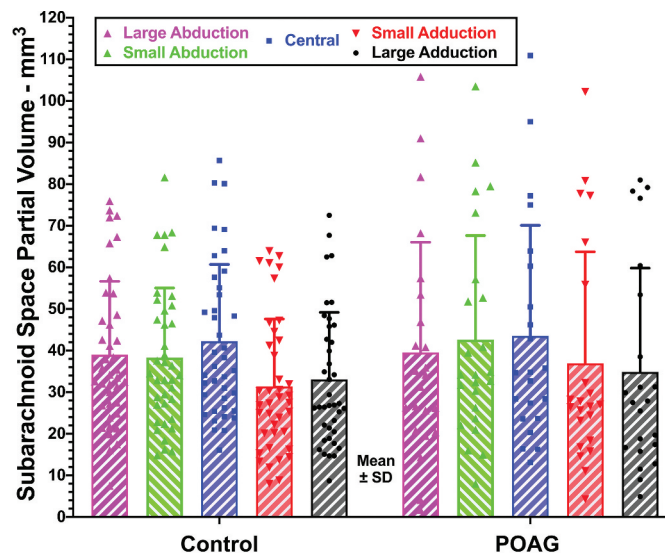 Subarachnoid Space Partial Volume - mm³
120
110
100
90
80
70
60
50
40
30
20
10
0
Large Abduction
Small Abduction
Central
Small Adduction
Large Adduction
Mean
± SD
Control
POAG